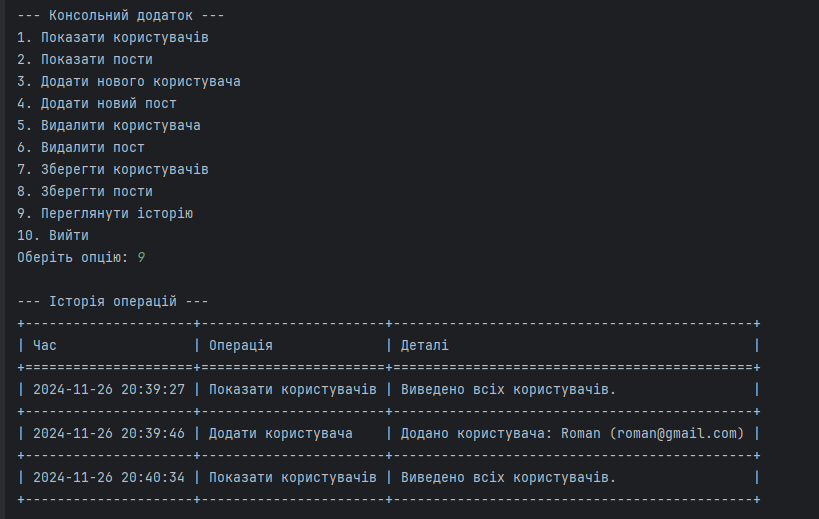 --- Консольний додаток ---
1. Показати користувачів
2. Показати пости
3. Додати нового користувача
4. Додати новий пост
5. Видалити користувача
6. Видалити пост
7. Зберегти користувачів
8. Зберегти пости
9. Переглянути історію
10. Вийти
Оберіть опцію: 9

--- Історія операцій ---
+---------------------+-----------------------+---------------------------------------------+
| Час                 | Операція              | Деталі                                      |
+=====================+=======================+=============================================+
| 2024-11-26 20:39:27 | Показати користувачів | Виведено всіх користувачів.                 |
+---------------------+-----------------------+---------------------------------------------+
| 2024-11-26 20:39:46 | Додати користувача    | Додано користувача: Roman (roman@gmail.com) |
+---------------------+-----------------------+---------------------------------------------+
| 2024-11-26 20:40:34 | Показати користувачів | Виведено всіх користувачів.                 |
+---------------------+-----------------------+---------------------------------------------+